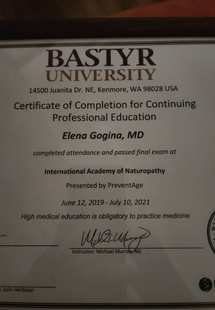 BASTYR
UNIVERSITY
14500 Juanita Dr. NE, Kenmore, WA 98028 USA
Certificate of Completion for Continuing
Professional Education
Elena Gogina, MD
completed attendance and passed final exam at
International Academy of Naturopathy
Presented by PreventAge
June 12, 2019 - July 10, 2021
High medical education is obligatory to practice medicine
Instructor: Michael Murray, ND